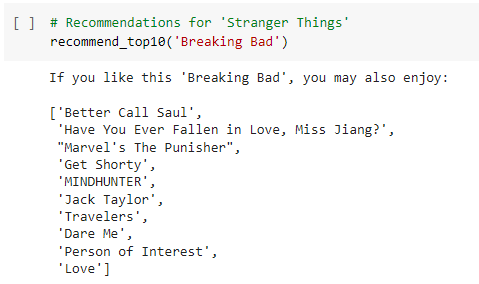 [ ] # Recommendations for 'Stranger Things'
recommend_top10('Breaking Bad')
If you like this 'Breaking Bad', you may also enjoy:
['Better Call Saul',
'Have You Ever Fallen in Love, Miss Jiang?',
"Marvel's The Punisher",
'Get Shorty',
'MINDHUNTER',
'Jack Taylor',
'Travelers',
'Dare Me',
'Person of Interest',
'Love']